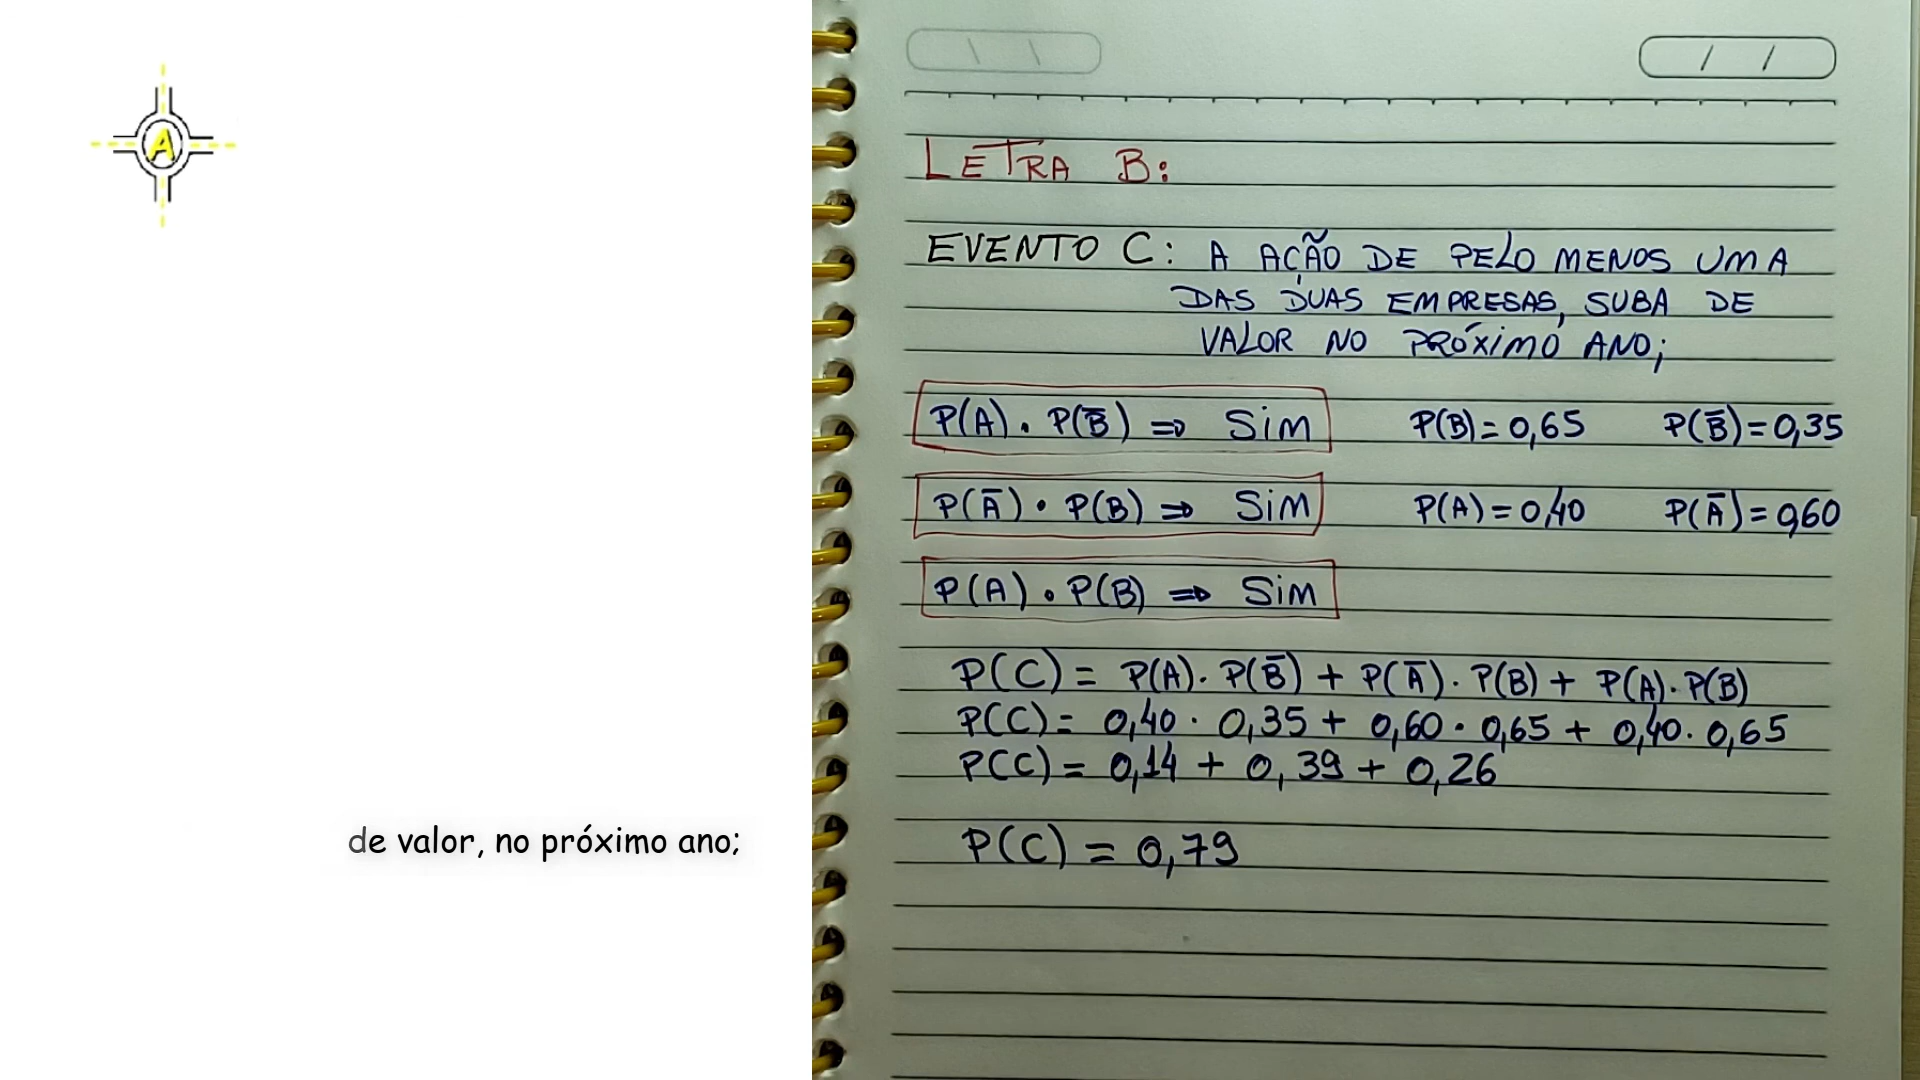 A
de valor, no próximo ano;
/ /
LETRA B:
EVENTO C: A AÇÃO DE PELO MENOS UMA
DAS DUAS EMPRESAS, SUBA DE
VALOR NO PRÓXIMO ANO;
P(A) . P(B̅) ⇒ Sim P(B) = 0,65 P(B̅) = 0,35
P(A̅) • P(B) ⇒ Sim P(A) = 0,40 P(A̅) = 0,60
P(A) • P(B) ⇒ Sim
P(C) = P(A). P(B̅) + P(A̅). P(B) + P(A). P(B)
P(C) = 0,40 · 0,35 + 0,60 · 0,65 + 0,40. 0,65
P(C) = 0,14 + 0,39 + 0,26
P(C) = 0,79